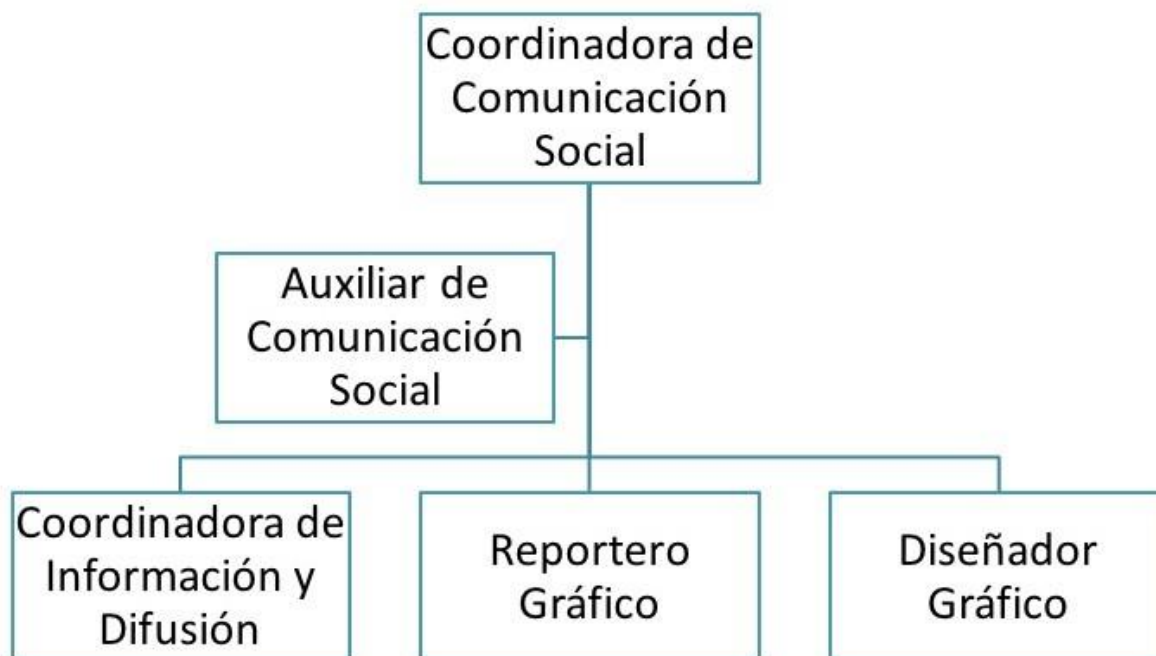 Coordinadora de
Comunicación
Social
Auxiliar de
Comunicación
Social
Coordinadora de
Información y
Difusión
Reportero
Gráfico
Diseñador
Gráfico